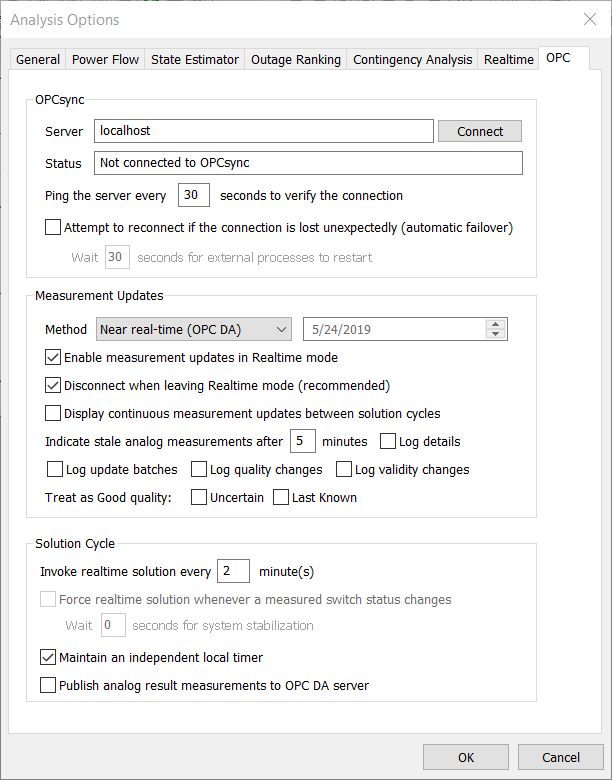 Analysis Options
General Power Flow State Estimator Outage Ranking Contingency Analysis Realtime OPC
OPCsync
Server localhost Connect
Status Not connected to OPCsync
Ping the server every 30 seconds to verify the connection
Attempt to reconnect if the connection is lost unexpectedly (automatic failover)
Wait 30 seconds for external processes to restart
Measurement Updates
Method Near real-time (OPC DA) 5/24/2019
Enable measurement updates in Realtime mode
Disconnect when leaving Realtime mode (recommended)
Display continuous measurement updates between solution cycles
Indicate stale analog measurements after 5 minutes Log details
Log update batches Log quality changes Log validity changes
Treat as Good quality: Uncertain Last Known
Solution Cycle
Invoke realtime solution every 2 minute(s)
Force realtime solution whenever a measured switch status changes
Wait 0 seconds for system stabilization
Maintain an independent local timer
Publish analog result measurements to OPC DA server
OK Cancel